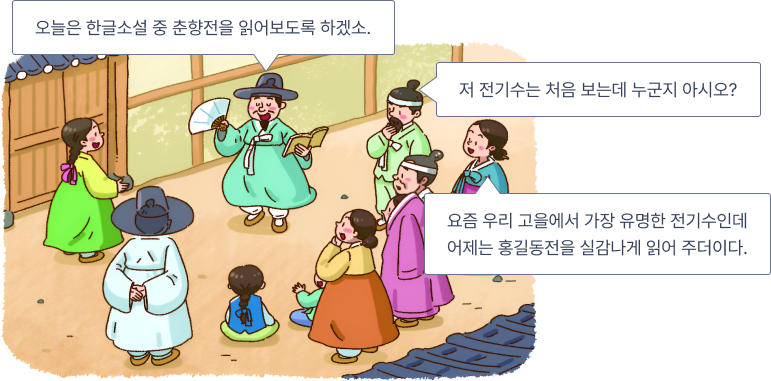 오늘은 한글소설 중 춘향전을 읽어보도록 하겠소.
저 전기수는 처음 보는데 누군지 아시오?
요즘 우리 고을에서 가장 유명한 전기수인데
어제는 홍길동전을 실감나게 읽어 주더이다.